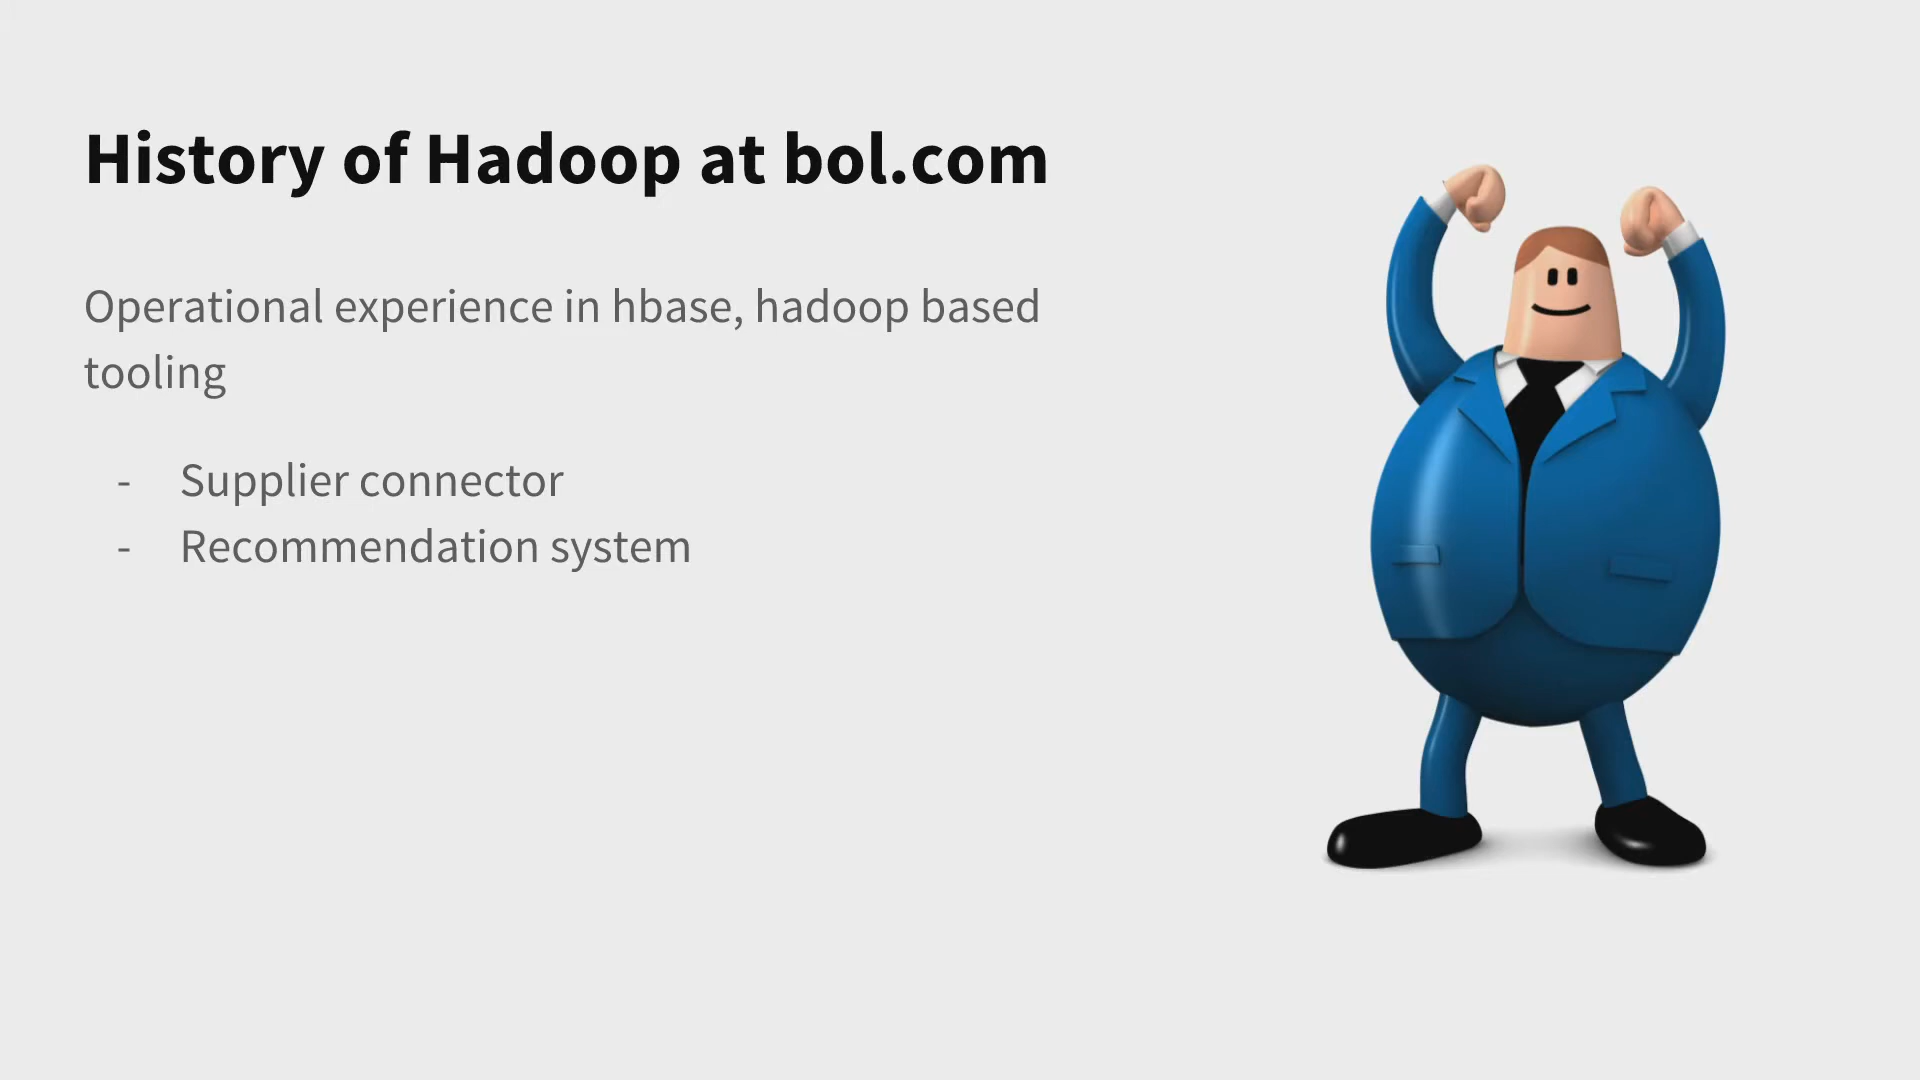 History of Hadoop at bol.com
Operational experience in hbase, hadoop based
tooling
- Supplier connector
- Recommendation system